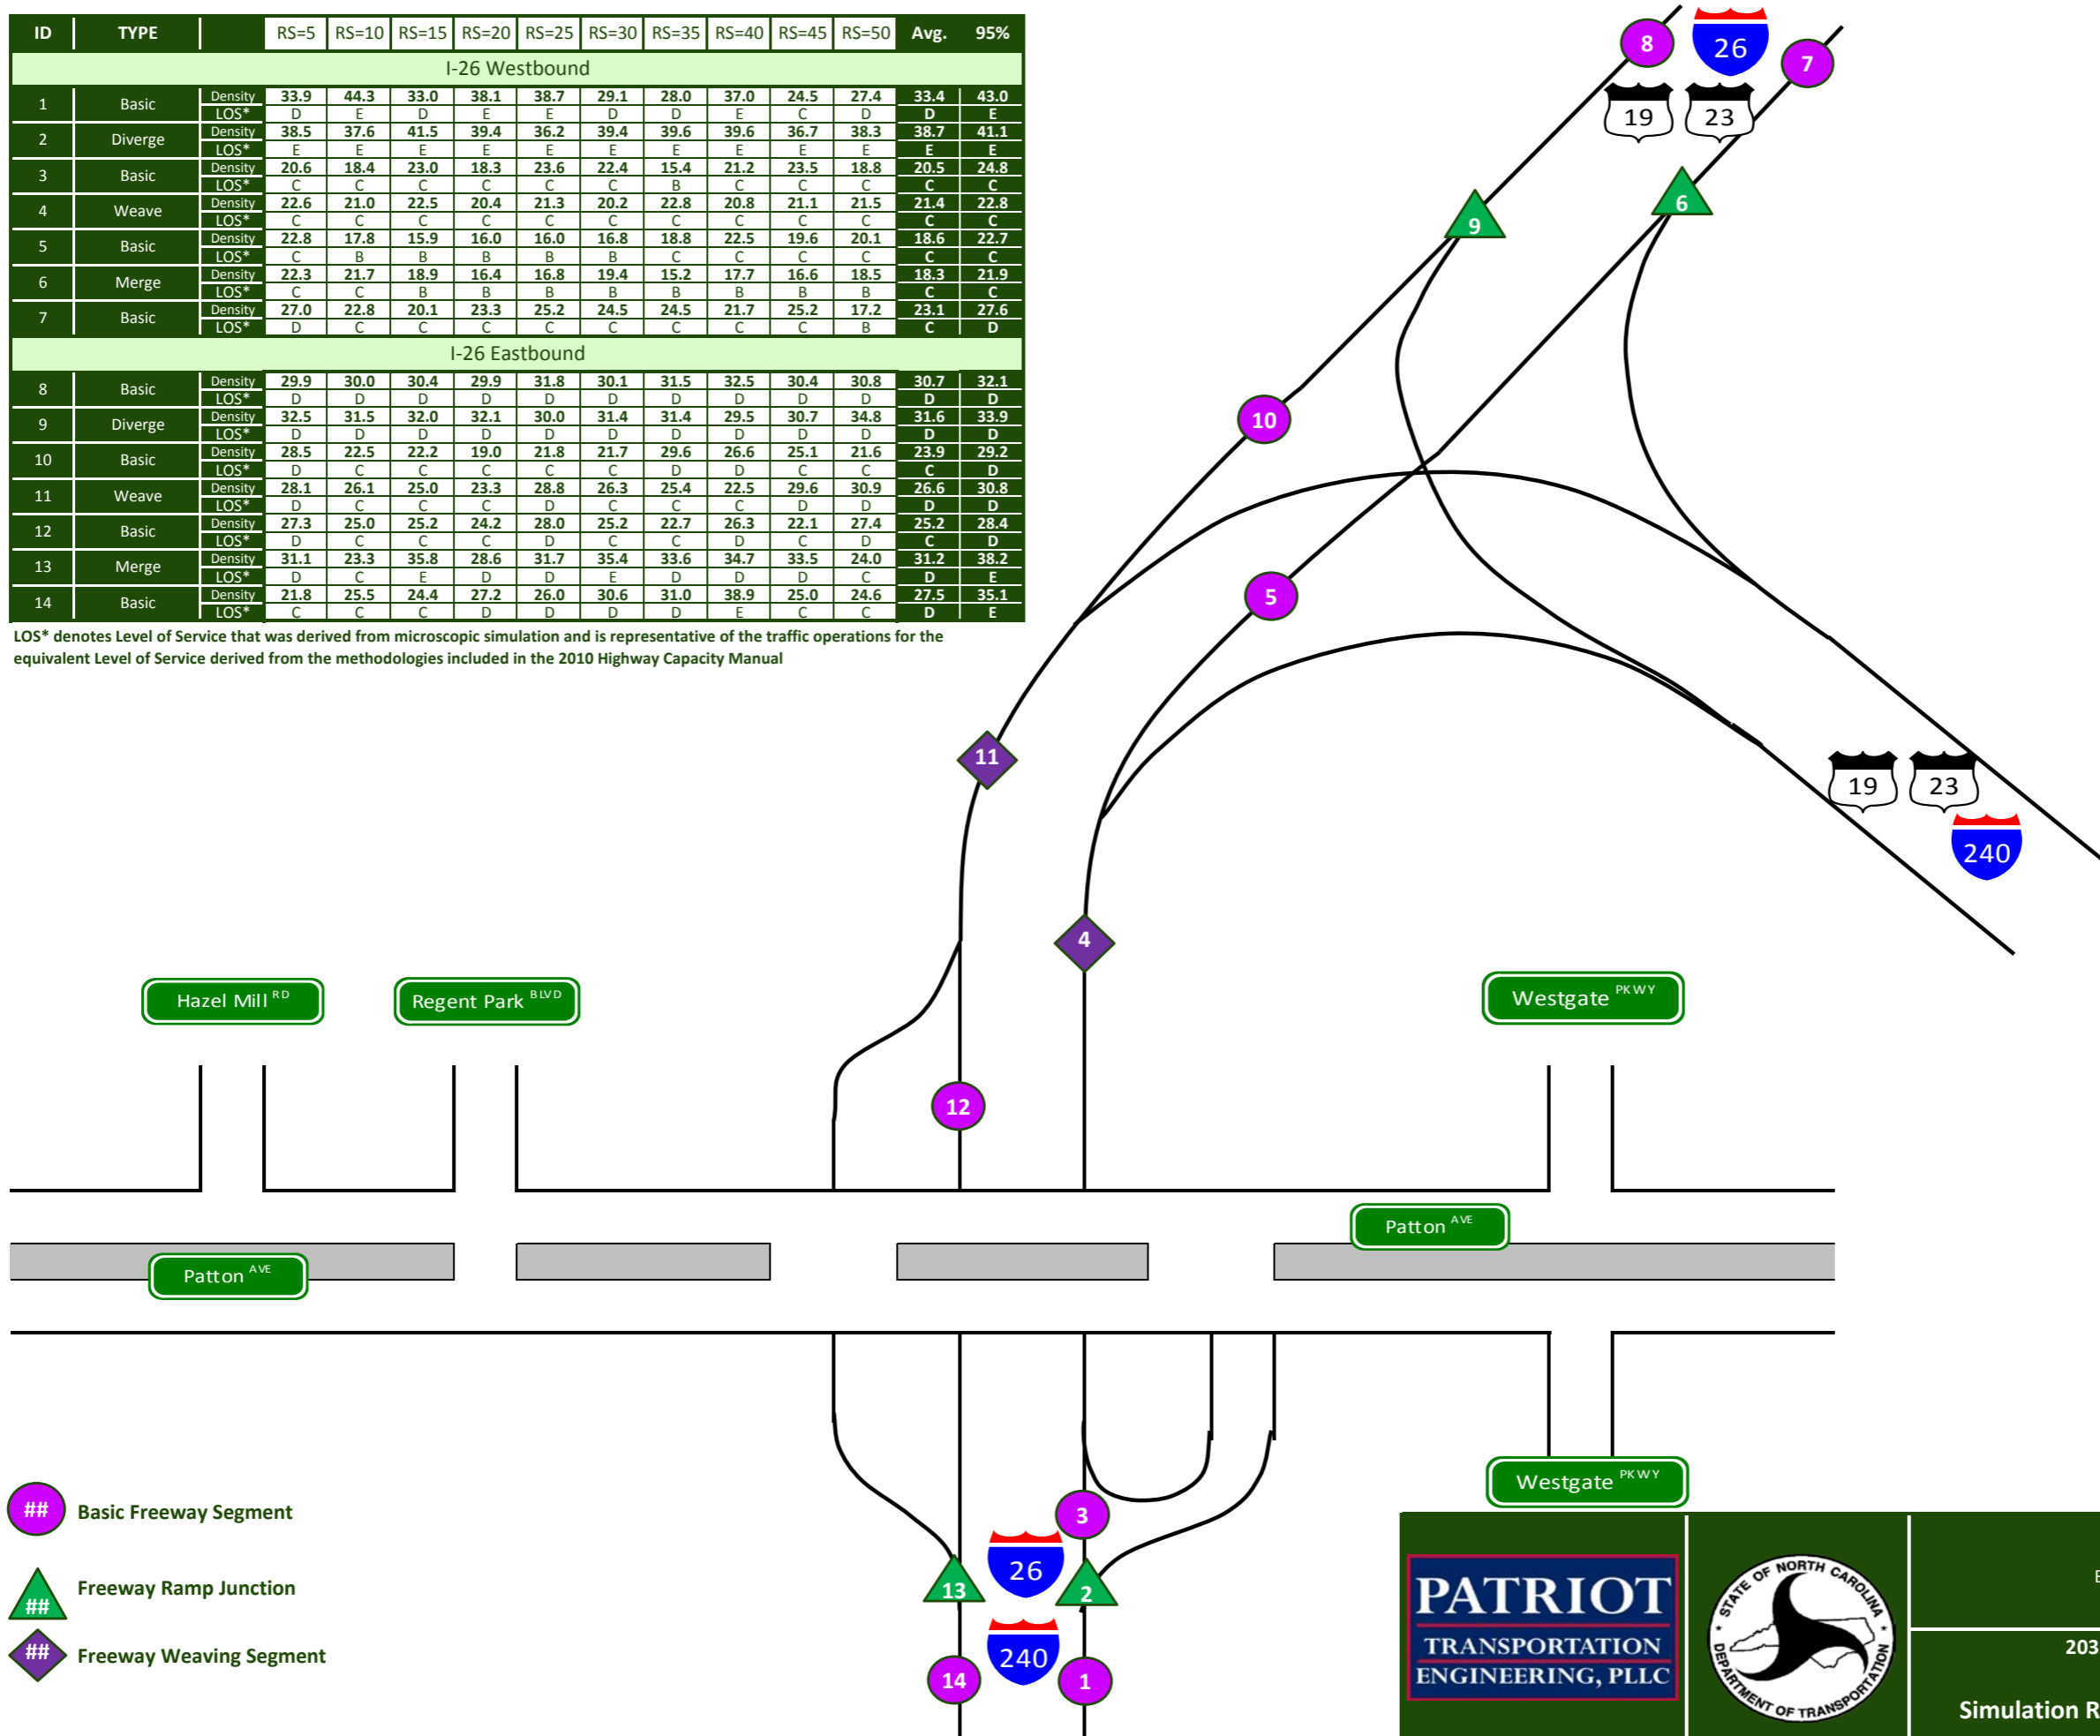 ID TYPE RS=5 RS=10 RS=15 RS=20 RS=25 RS=30 RS=35 RS=40 RS=45 RS=50 Avg. 95%
I-26 Westbound
1 Basic Density 33.9 44.3 33.0 38.1 38.7 29.1 28.0 37.0 24.5 27.4 33.4 43.0
LOS* D E D E E D D E C D D E
2 Diverge Density 38.5 37.6 41.5 39.4 36.2 39.4 39.6 39.6 36.7 38.3 38.7 41.1
LOS* E E E E E E E E E E E E
3 Basic Density 20.6 18.4 23.0 18.3 23.6 22.4 15.4 21.2 23.5 18.8 20.5 24.8
LOS* C C C C C C B C C C C C
4 Weave Density 22.6 21.0 22.5 20.4 21.3 20.2 22.8 20.8 21.1 21.5 21.4 22.8
LOS* C C C C C C C C C C C C
5 Basic Density 22.8 17.8 15.9 16.0 16.0 16.8 18.8 22.5 19.6 20.1 18.6 22.7
LOS* C B B B B B C C C C C C
6 Merge Density 22.3 21.7 18.9 16.4 16.8 19.4 15.2 17.7 16.6 18.5 18.3 21.9
LOS* C C B B B B B B B B C C
7 Basic Density 27.0 22.8 20.1 23.3 25.2 24.5 24.5 21.7 25.2 17.2 23.1 27.6
LOS* D C C C C C C C C B C D
I-26 Eastbound
8 Basic Density 29.9 30.0 30.4 29.9 31.8 30.1 31.5 32.5 30.4 30.8 30.7 32.1
LOS* D D D D D D D D D D D D
9 Diverge Density 32.5 31.5 32.0 32.1 30.0 31.4 31.4 29.5 30.7 34.8 31.6 33.9
LOS* D D D D D D D D D D D D
10 Basic Density 28.5 22.5 22.2 19.0 21.8 21.7 29.6 26.6 25.1 21.6 23.9 29.2
LOS* D C C C C C D D C C C D
11 Weave Density 28.1 26.1 25.0 23.3 28.8 26.3 25.4 22.5 29.6 30.9 26.6 30.8
LOS* D C C C D C C C D D D D
12 Basic Density 27.3 25.0 25.2 24.2 28.0 25.2 22.7 26.3 22.1 27.4 25.2 28.4
LOS* D C C C D C C D C D C D
13 Merge Density 31.1 23.3 35.8 28.6 31.7 35.4 33.6 34.7 33.5 24.0 31.2 38.2
LOS* D C E D D E D D D C D E
14 Basic Density 21.8 25.5 24.4 27.2 26.0 30.6 31.0 38.9 25.0 24.6 27.5 35.1
LOS* C C C D D D D E C C D E
LOS* denotes Level of Service that was derived from microscopic simulation and is representative of the traffic operations for the
equivalent Level of Service derived from the methodologies included in the 2010 Highway Capacity Manual
8 26 7
19 23
9 6
10
5
11
19 23
240
4
Hazel Mill RD
Regent Park BLVD
Westgate PKWY
12
Patton AVE
Patton AVE
Westgate PKWY
## Basic Freeway Segment
3
26
## Freeway Ramp Junction
13 2
## Freeway Weaving Segment
240
14 1
PATRIOT
TRANSPORTATION
ENGINEERING, PLLC
STATE OF NORTH CAROLINA
DEPARTMENT OF TRANSPORTATION
203
Simulation R